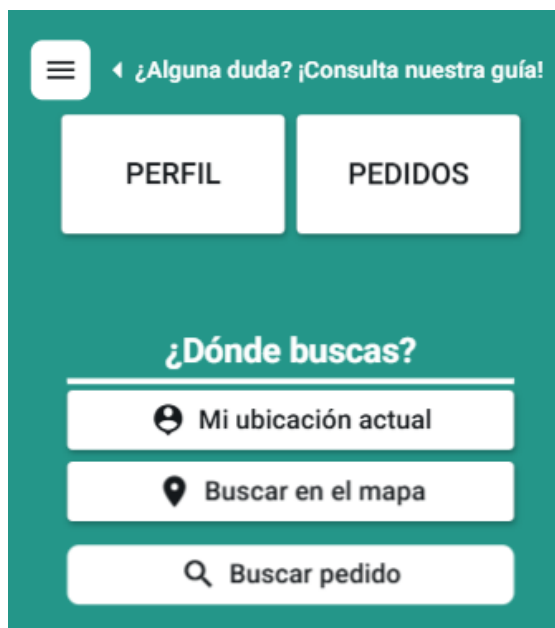 ¿Alguna duda? ¡Consulta nuestra guía!
PERFIL
PEDIDOS
¿Dónde buscas?
Mi ubicación actual
Buscar en el mapa
Buscar pedido